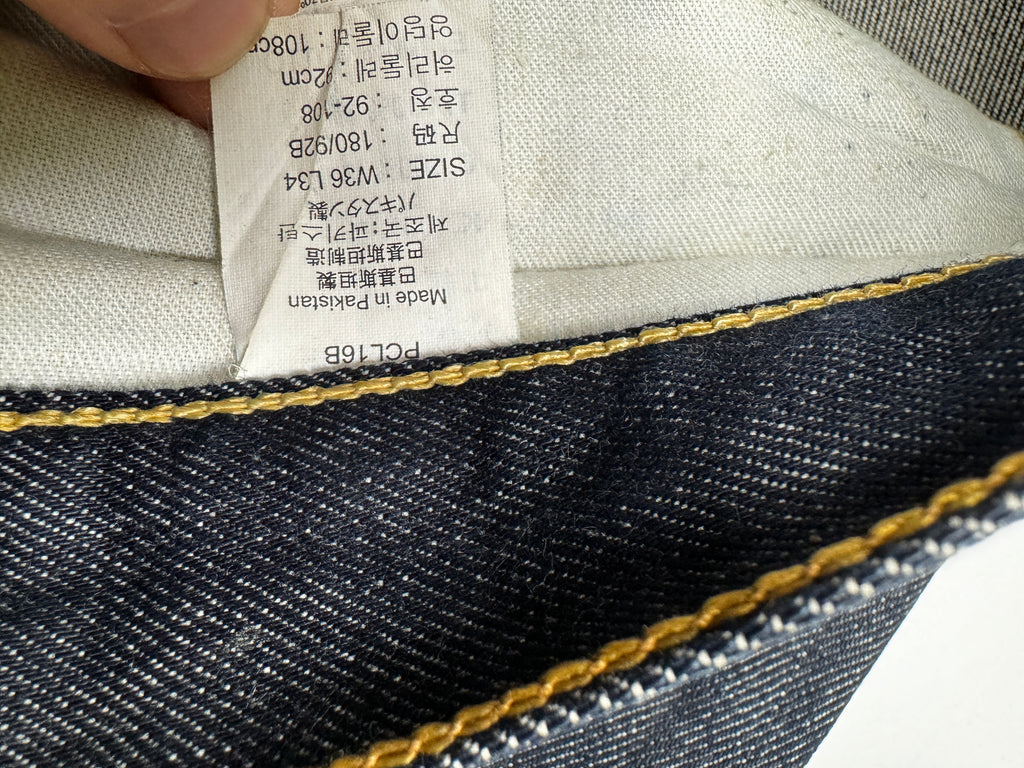 PCL16B
Made in Pakistan
巴基斯坦製
巴基斯坦制造
제조국:파키스탄
パキスタン製
SIZE : W36 L34
尺码 : 180/92B
호칭 : 92-108
허리둘레 : 92cm
엉덩이둘레 : 108cm